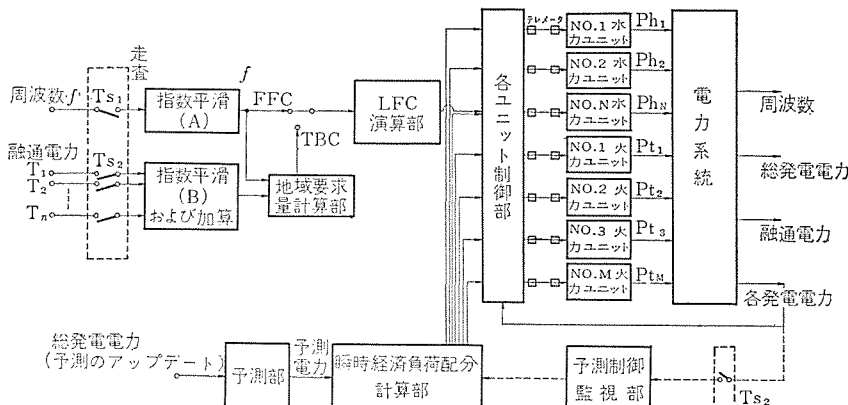 走査
周波数f'
Ts₁
指数平滑
(A)
f
FFC
TBC
LFC
演算部
融通電力
T₁
T₂
Tn
Ts₂
指数平滑
(B)
および加算
地域要求
量計算部
各ユニット制御部
テレメータ
NO.1 水
力ユニット
Ph₁
NO.2 水
力ユニット
Ph₂
NO.N水
力ユニット
PhN
NO.1 火
力ユニット
Pt₁
NO.2 火
力ユニット
Pt₂
NO.3 火
力ユニット
Pt₃
NO.M火
力ユニット
PtM
電力系統
周波数
総発電電力
融通電力
各発電電力
総発電電力
(予測のアップデート)
予測部
予測
電力
瞬時経済負荷配分
計算部
予測制御
監視部
Ts₂